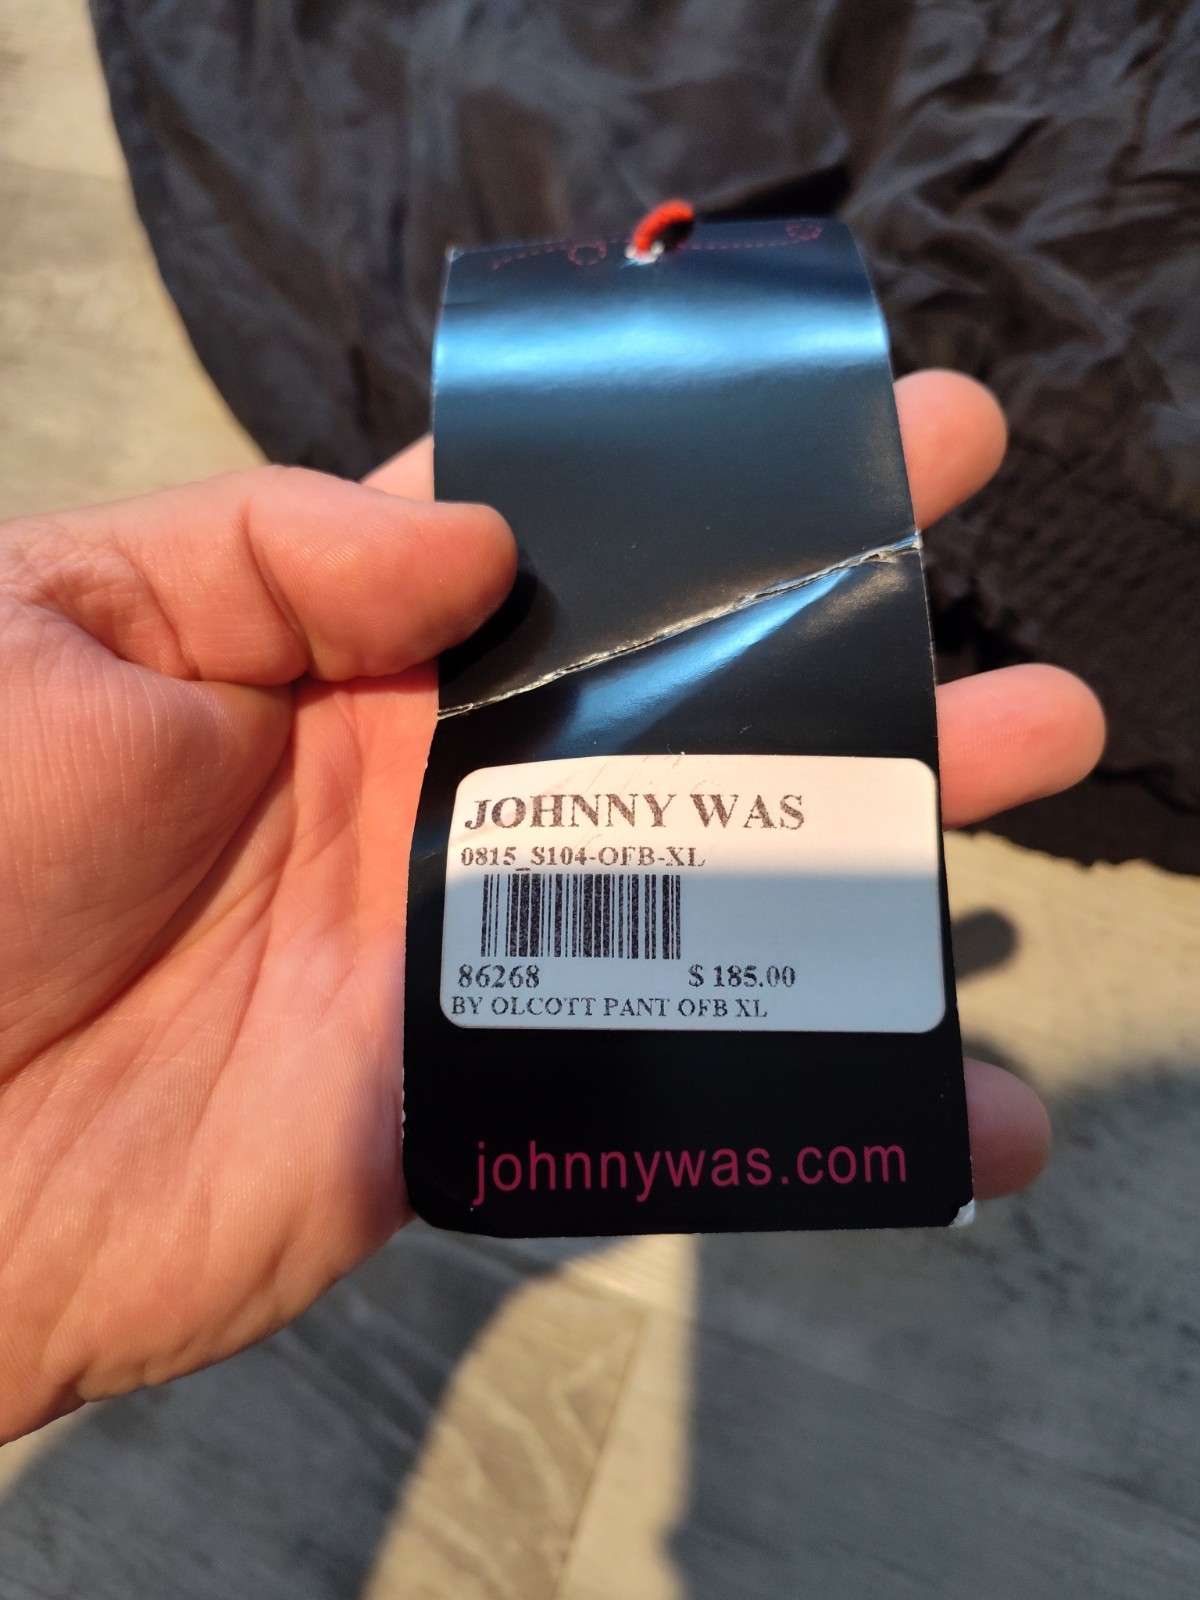 JOHNNY WAS
0815_S104-OFB-XL
86268 $ 185.00
BY OLCOTT PANT OFB XL
johnnywas.com